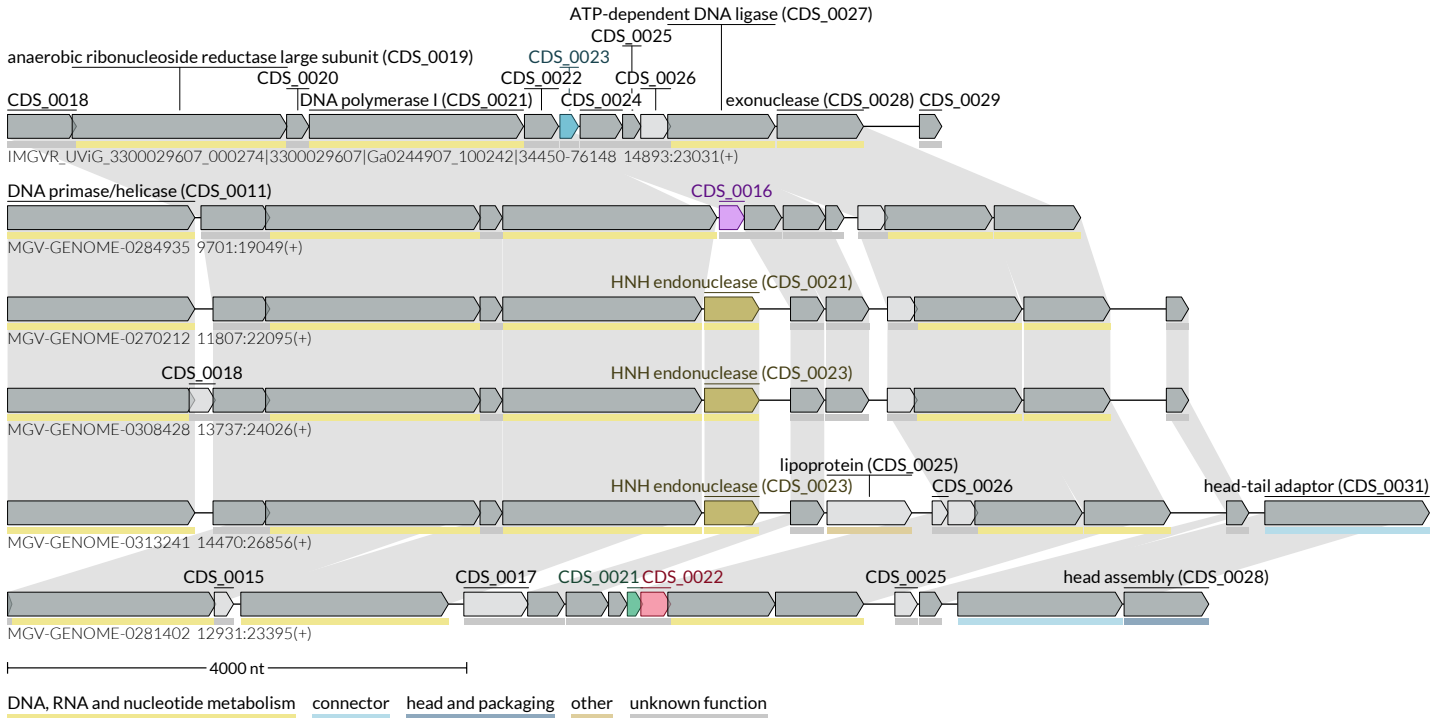 ATP-dependent DNA ligase (CDS_0027)
CDS_0025
anaerobic ribonucleoside reductase large subunit (CDS_0019) CDS_0023
CDS_0020 CDS_0022 CDS_0026
CDS_0018 DNA polymerase I (CDS_0021) CDS_0024 exonuclease (CDS_0028) CDS_0029
IMGVR_UViG_3300029607_000274|3300029607|Ga0244907_100242|34450-76148 14893:23031(+)
DNA primase/helicase (CDS_0011) CDS_0016
MGV-GENOME-0284935 9701:19049(+)
HNH endonuclease (CDS_0021)
MGV-GENOME-0270212 11807:22095(+)
CDS_0018 HNH endonuclease (CDS_0023)
MGV-GENOME-0308428 13737:24026(+)
lipoprotein (CDS_0025)
HNH endonuclease (CDS_0023) CDS_0026 head-tail adaptor (CDS_0031)
MGV-GENOME-0313241 14470:26856(+)
CDS_0015 CDS_0017 CDS_0021 CDS_0022 CDS_0025 head assembly (CDS_0028)
MGV-GENOME-0281402 12931:23395(+)
4000 nt
DNA, RNA and nucleotide metabolism connector head and packaging other unknown function